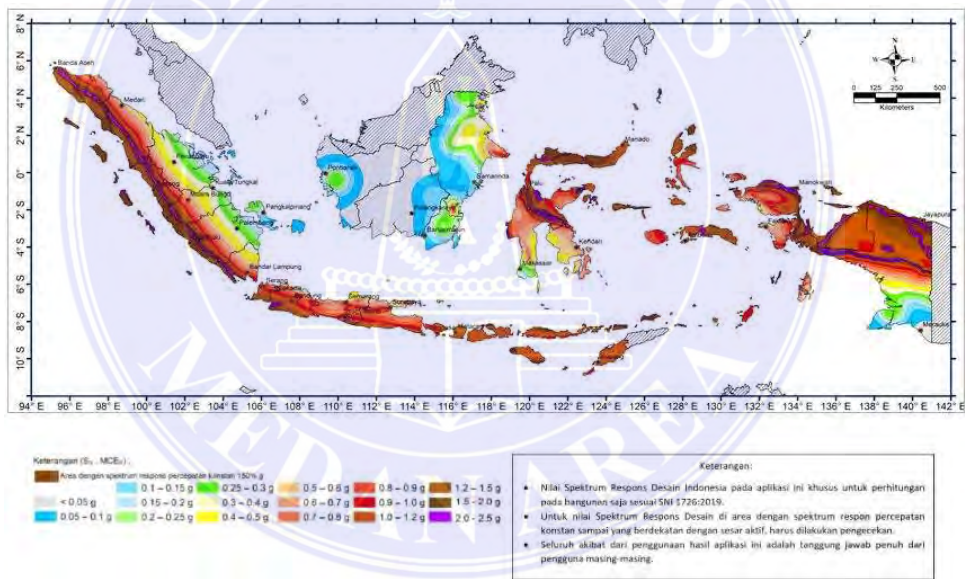 8° N
6° N
4° N
2° N
0°
2° S
4° S
6° S
8° S
10° S
Banda Aceh
Medan
Kuala Tungkal
Pangkalpinang
Bandar Lampung
Serang
Semarang
Pontianak
Samarinda
Banjarmasin
Manado
Palu
Kendari
Makassar
Manokwari
Jayapura
Merauke
N
W
E
S
0 125 250 500
Kilometers
94° E 96° E 98° E 100° E 102° E 104° E 106° E 108° E 110° E 112° E 114° E 116° E 118° E 120° E 122° E 124° E 126° E 128° E 130° E 132° E 134° E 136° E 138° E 140° E 142° E
MEDAN AREA
Keterangan (S₁ , MCEᵣ) :
Area dengan spektrum respons percepatan konstan 150% g
< 0.05 g 0.1 – 0.15 g 0.25 – 0.3 g 0.5 – 0.6 g 0.8 – 0.9 g 1.2 – 1.5 g
0.05 – 0.1 g 0.15 – 0.2 g 0.3 – 0.4 g 0.6 – 0.7 g 0.9 – 1.0 g 1.5 – 2.0 g
0.2 – 0.25 g 0.4 – 0.5 g 0.7 – 0.8 g 1.0 – 1.2 g 2.0 - 2.5 g
Keterangan:
• Nilai Spektrum Respons Desain Indonesia pada aplikasi ini khusus untuk perhitungan
pada bangunan saja sesuai SNI 1726:2019.
• Untuk nilai Spektrum Respons Desain di area dengan spektrum respon percepatan
konstan sampai yang berdekatan dengan sesar aktif, harus dilakukan pengecekan.
• Seluruh akibat dari penggunaan hasil aplikasi ini adalah tanggung jawab penuh dari
pengguna masing-masing.